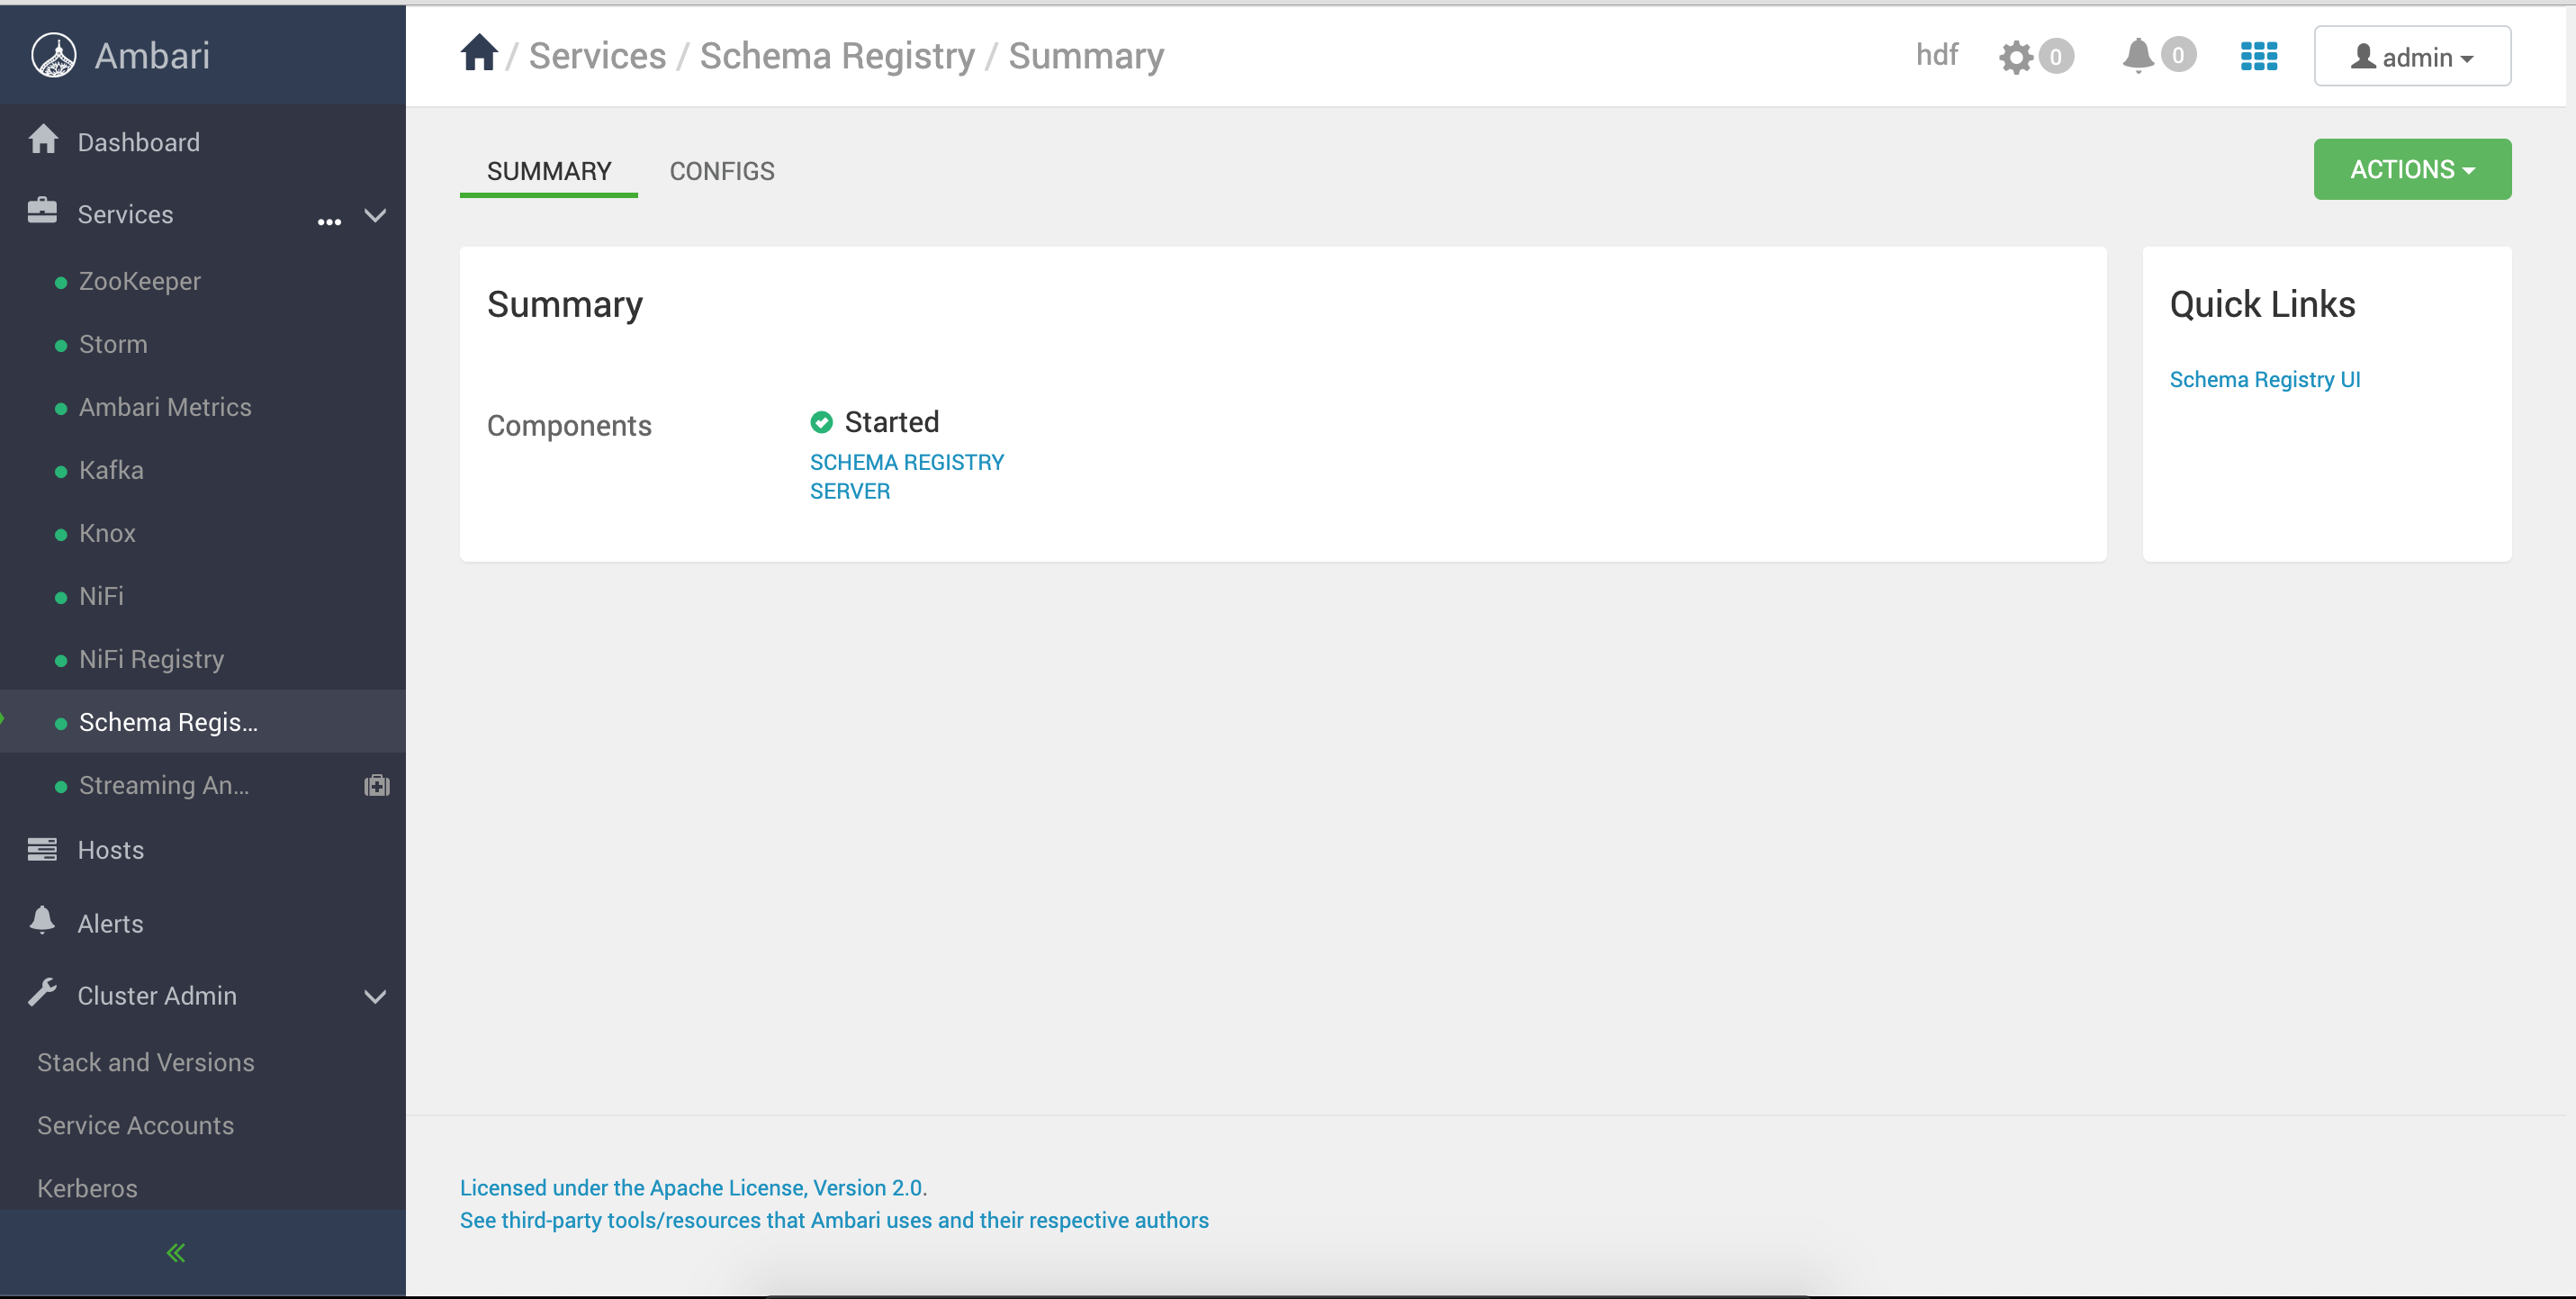 Ambari
/ Services / Schema Registry / Summary
hdf
0
0
admin
Dashboard
Services
...
ZooKeeper
Storm
Ambari Metrics
Kafka
Knox
NiFi
NiFi Registry
Schema Regis...
Streaming An...
Hosts
Alerts
Cluster Admin
Stack and Versions
Service Accounts
Kerberos
SUMMARY
CONFIGS
ACTIONS
Summary
Components
Started
SCHEMA REGISTRY
SERVER
Quick Links
Schema Registry UI
Licensed under the Apache License, Version 2.0.
See third-party tools/resources that Ambari uses and their respective authors